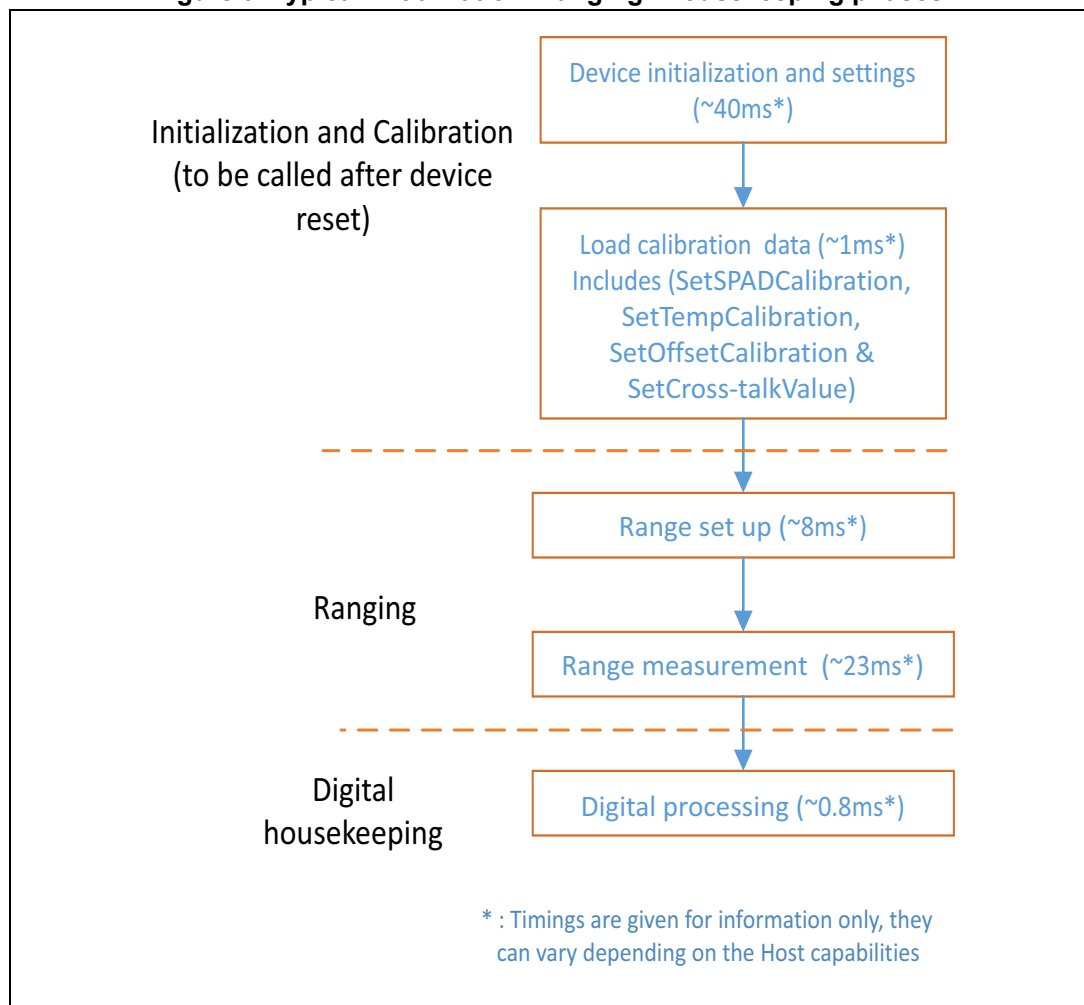 Device initialization and settings
(~40ms*)
Initialization and Calibration
(to be called after device
reset)
Load calibration data (~1ms*)
Includes (SetSPADCalibration,
SetTempCalibration,
SetOffsetCalibration &
SetCross-talkValue)
Range set up (~8ms*)
Ranging
Range measurement (~23ms*)
Digital
housekeeping
Digital processing (~0.8ms*)
* : Timings are given for information only, they
can vary depending on the Host capabilities